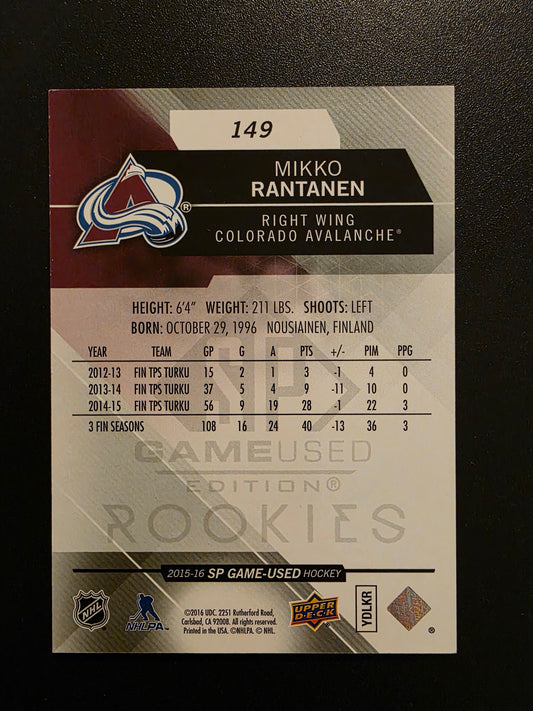 149
MIKKO
RANTANEN
RIGHT WING
COLORADO AVALANCHE®
®
HEIGHT: 6'4" WEIGHT: 211 LBS. SHOOTS: LEFT
BORN: OCTOBER 29, 1996 NOUSIAINEN, FINLAND
YEAR TEAM GP G A PTS +/- PIM PPG
2012-13 FIN TPS TURKU 15 2 1 3 -1 4 0
2013-14 FIN TPS TURKU 37 5 4 9 -11 10 0
2014-15 FIN TPS TURKU 56 9 19 28 -1 22 3
3 FIN SEASONS 108 16 24 40 -13 36 3
SP
GAMEUSED
EDITION®
ROOKIES
2015-16 SP GAME-USED HOCKEY
NHL
NHLPA™
©2016 UDC. 2251 Rutherford Road,
Carlsbad, CA 92008. All rights reserved.
Printed in the USA. ©NHLPA. © NHL.
UPPER
DECK
YDLKR
®